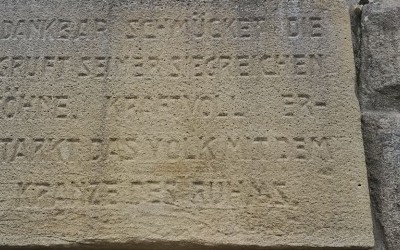 DANKBAR SCHMÜCKET DIE
GRUFT SEINER SIEGREICHEN
SÖHNE, KRAFTVOLL ER-
STARKT DAS VOLK MIT DEM
KRANZE DES RUHMS